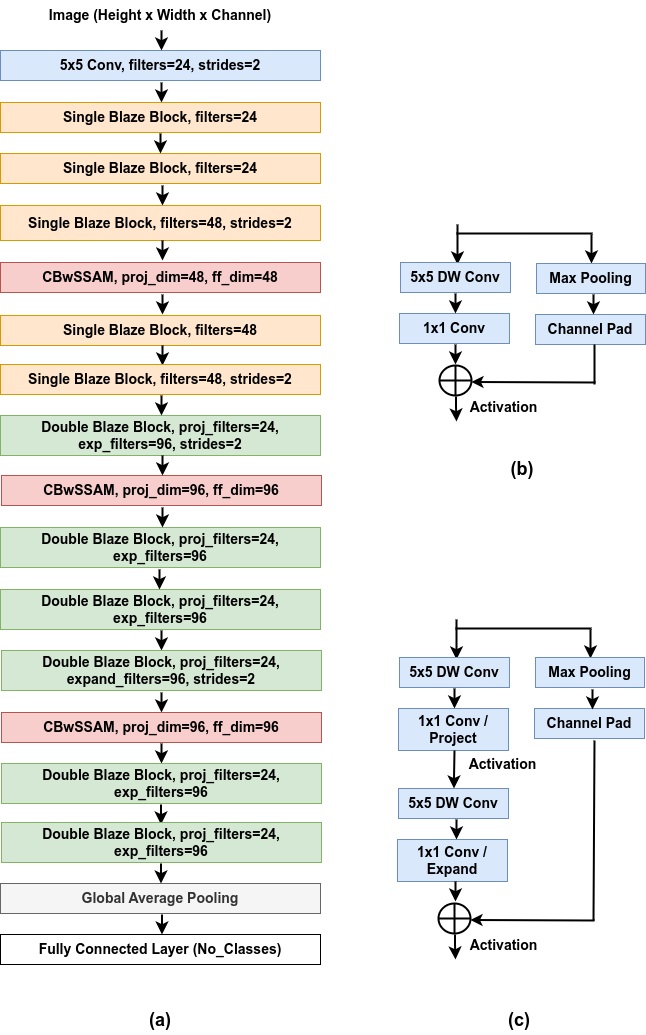 Image (Height x Width x Channel)
5x5 Conv, filters=24, strides=2
Single Blaze Block, filters=24
Single Blaze Block, filters=24
Single Blaze Block, filters=48, strides=2
CBwSSAM, proj_dim=48, ff_dim=48
Single Blaze Block, filters=48
Single Blaze Block, filters=48, strides=2
Double Blaze Block, proj_filters=24,
exp_filters=96, strides=2
CBwSSAM, proj_dim=96, ff_dim=96
Double Blaze Block, proj_filters=24,
exp_filters=96
Double Blaze Block, proj_filters=24,
exp_filters=96
Double Blaze Block, proj_filters=24,
expand_filters=96, strides=2
CBwSSAM, proj_dim=96, ff_dim=96
Double Blaze Block, proj_filters=24,
exp_filters=96
Double Blaze Block, proj_filters=24,
exp_filters=96
Global Average Pooling
Fully Connected Layer (No_Classes)
(a)
5x5 DW Conv
Max Pooling
1x1 Conv
Channel Pad
Activation
(b)
5x5 DW Conv
Max Pooling
1x1 Conv /
Project
Channel Pad
Activation
5x5 DW Conv
1x1 Conv /
Expand
Activation
(c)